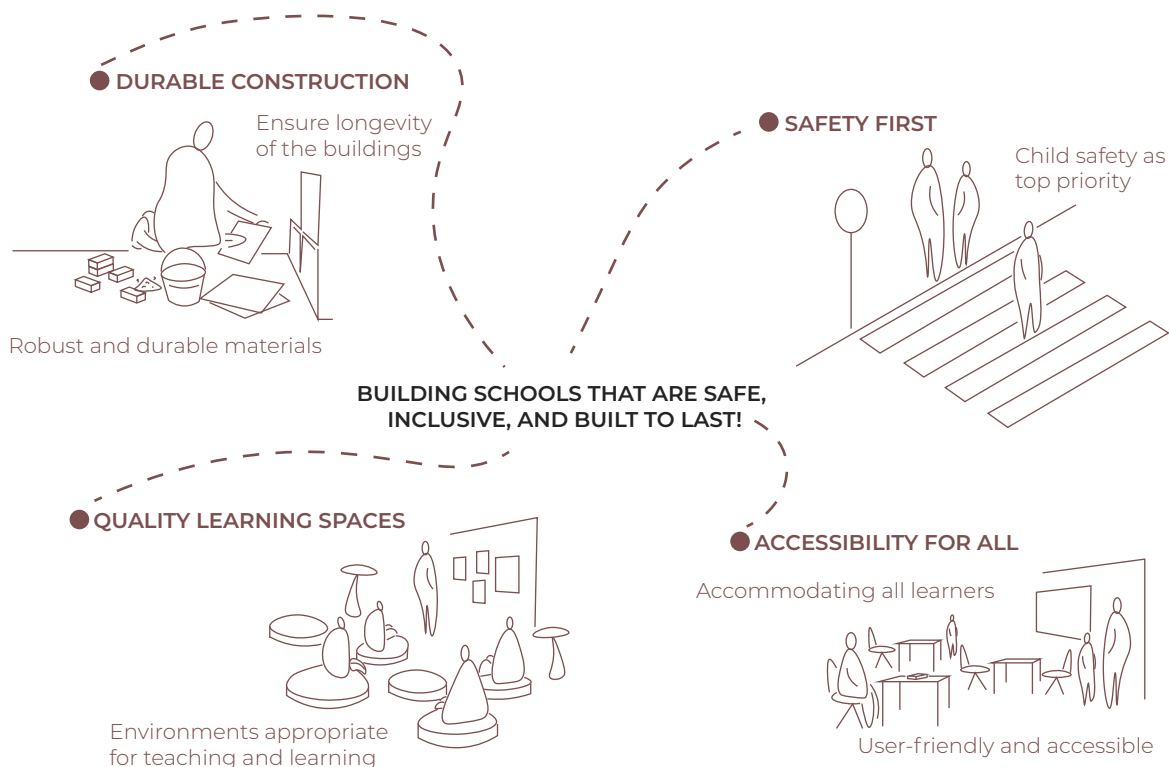 DURABLE CONSTRUCTION
Ensure longevity
of the buildings
Robust and durable materials
SAFETY FIRST
Child safety as
top priority
BUILDING SCHOOLS THAT ARE SAFE,
INCLUSIVE, AND BUILT TO LAST!
QUALITY LEARNING SPACES
Environments appropriate
for teaching and learning
ACCESSIBILITY FOR ALL
Accommodating all learners
User-friendly and accessible